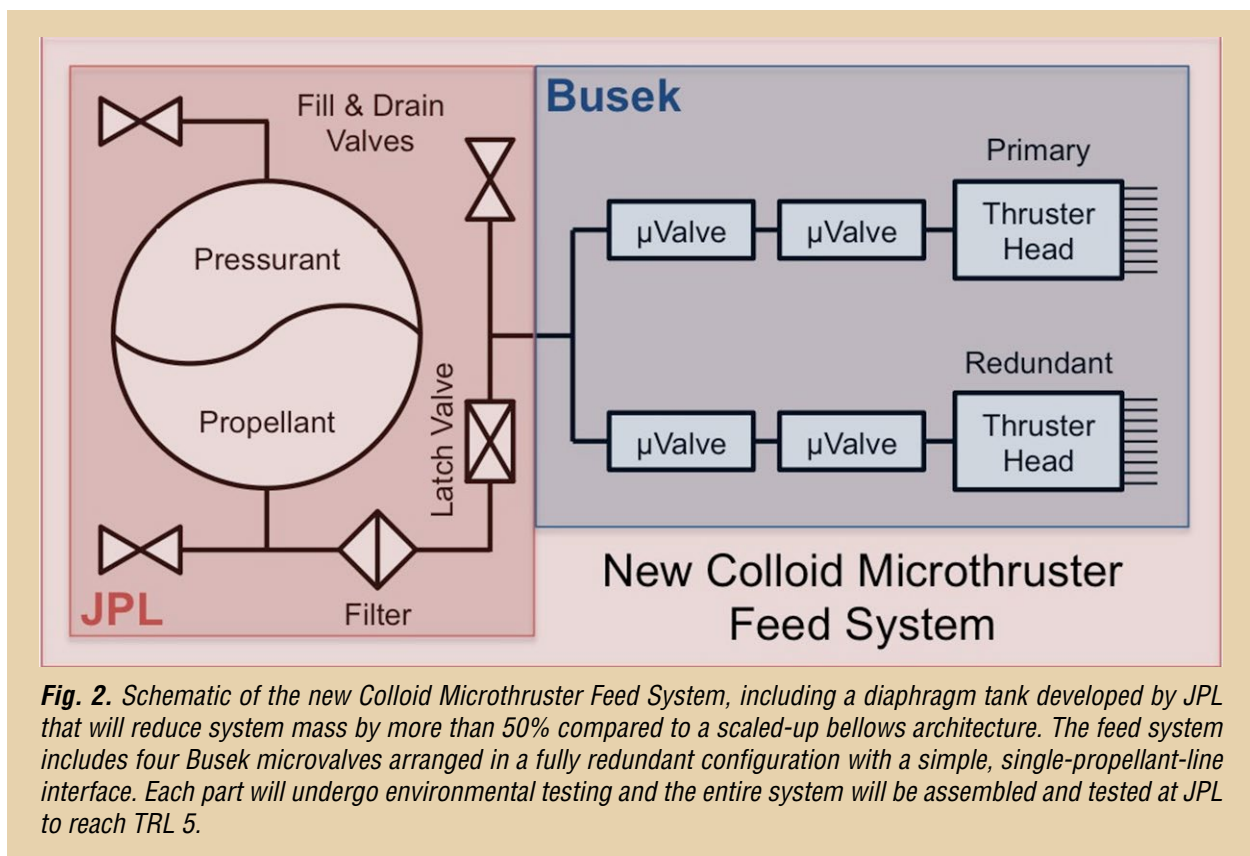 Fill & Drain
Valves
Pressurant
Propellant
Latch Valve
Filter
JPL
Busek
Primary
µValve
µValve
Thruster
Head
Redundant
µValve
µValve
Thruster
Head
New Colloid Microthruster
Feed System
Fig. 2. Schematic of the new Colloid Microthruster Feed System, including a diaphragm tank developed by JPL
that will reduce system mass by more than 50% compared to a scaled-up bellows architecture. The feed system
includes four Busek microvalves arranged in a fully redundant configuration with a simple, single-propellant-line
interface. Each part will undergo environmental testing and the entire system will be assembled and tested at JPL
to reach TRL 5.